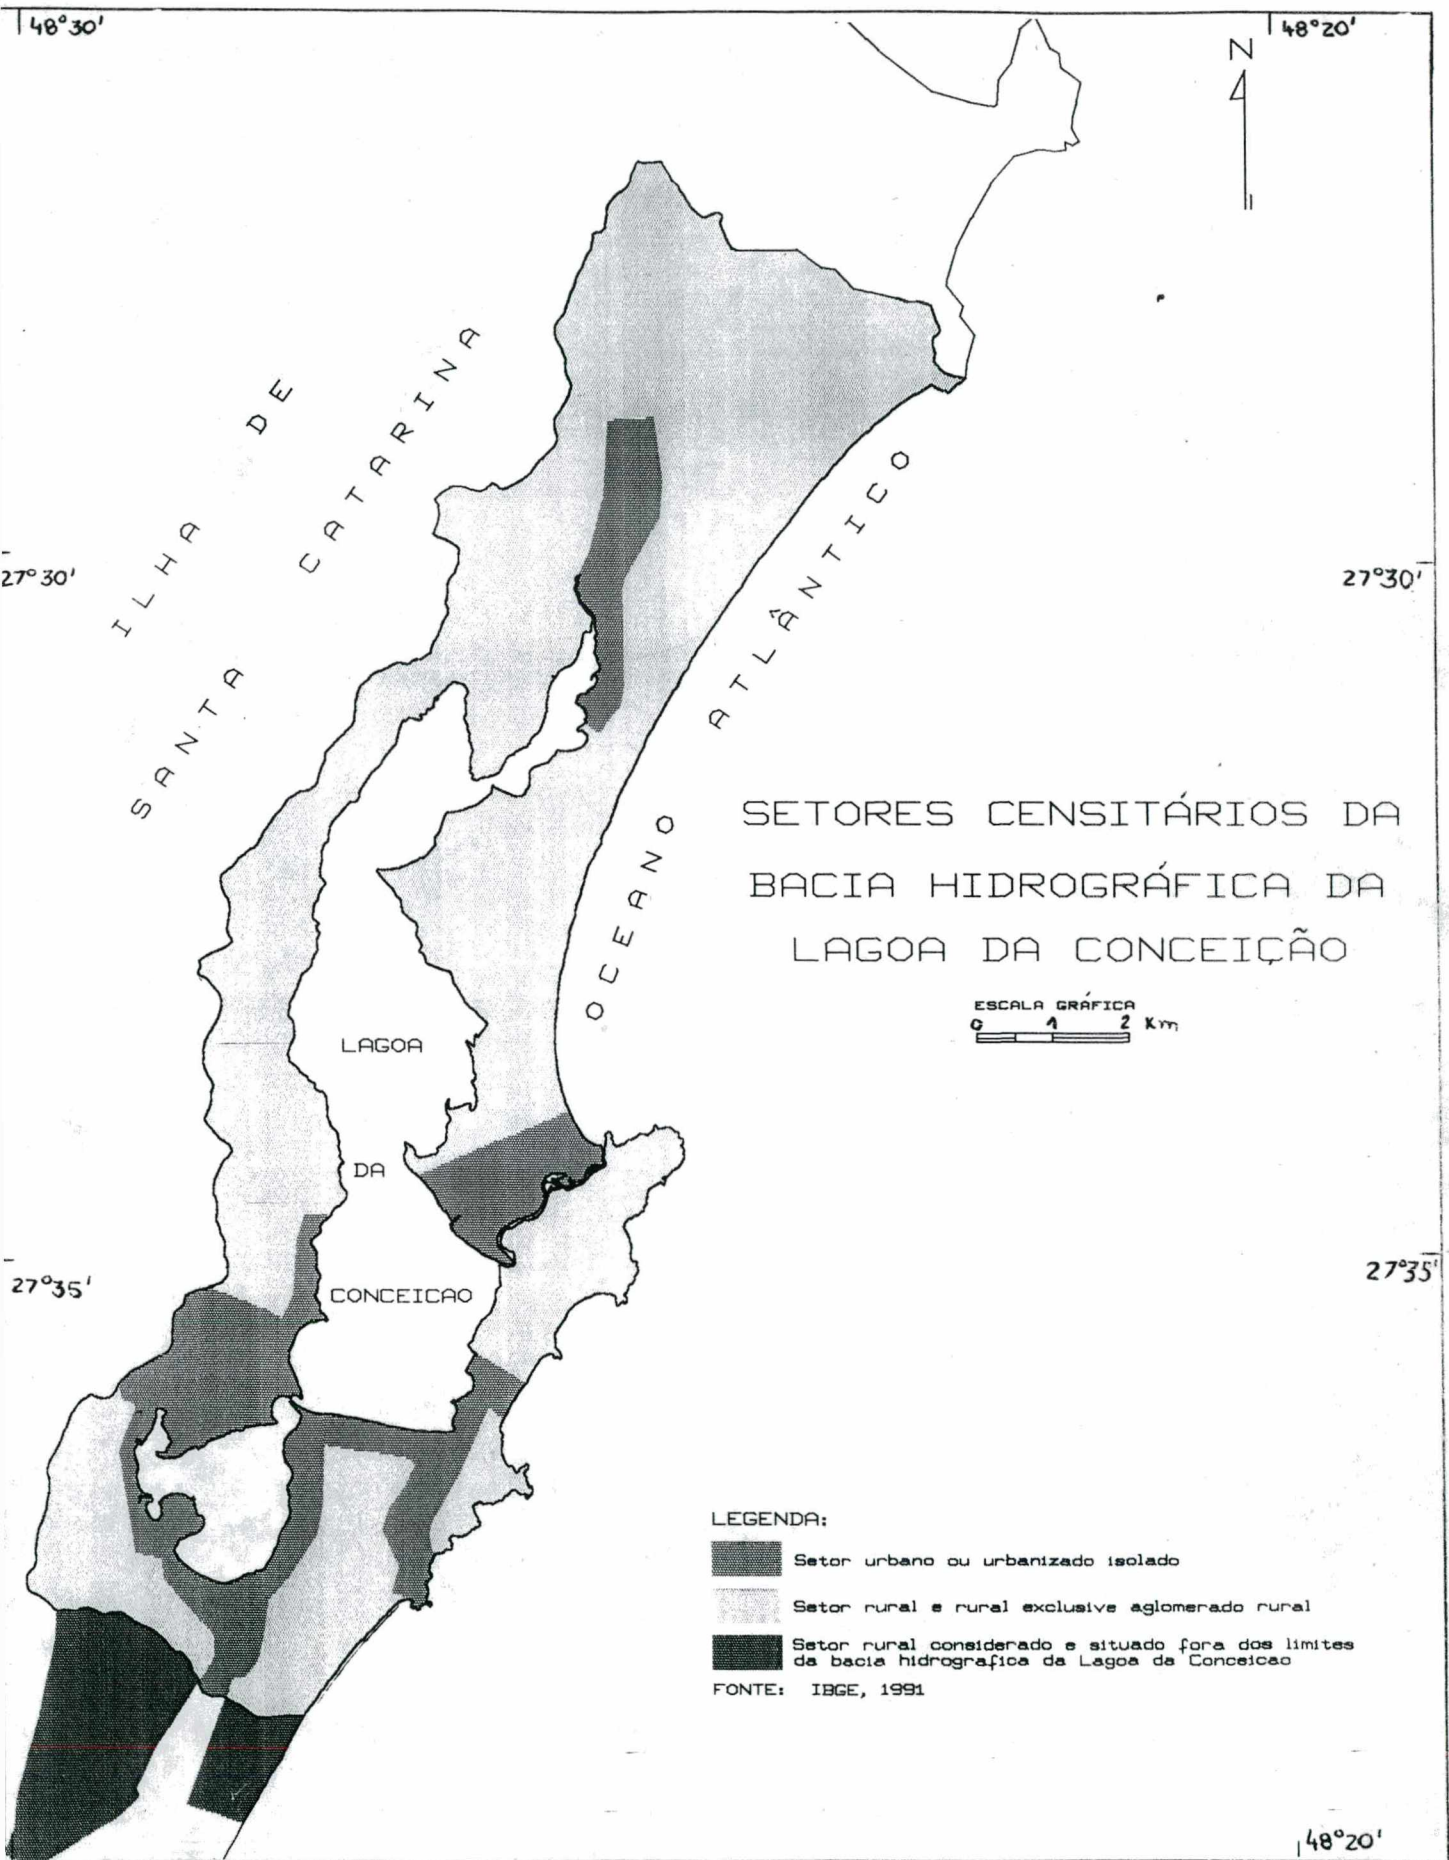 48°30'
48°20'
N
ILHA DE
SANTA CATARINA
27°30'
27°30'
OCEANO ATLÂNTICO
SETORES CENSITÁRIOS DA
BACIA HIDROGRÁFICA DA
LAGOA DA CONCEIÇÃO
ESCALA GRÁFICA
0 1 2 Km
LAGOA
DA
CONCEICAO
27°35'
27°35'
LEGENDA:
Setor urbano ou urbanizado isolado
Setor rural e rural exclusive aglomerado rural
Setor rural considerado e situado fora dos limites
da bacia hidrografica da Lagoa da Conceicao
FONTE: IBGE, 1991
48°20'